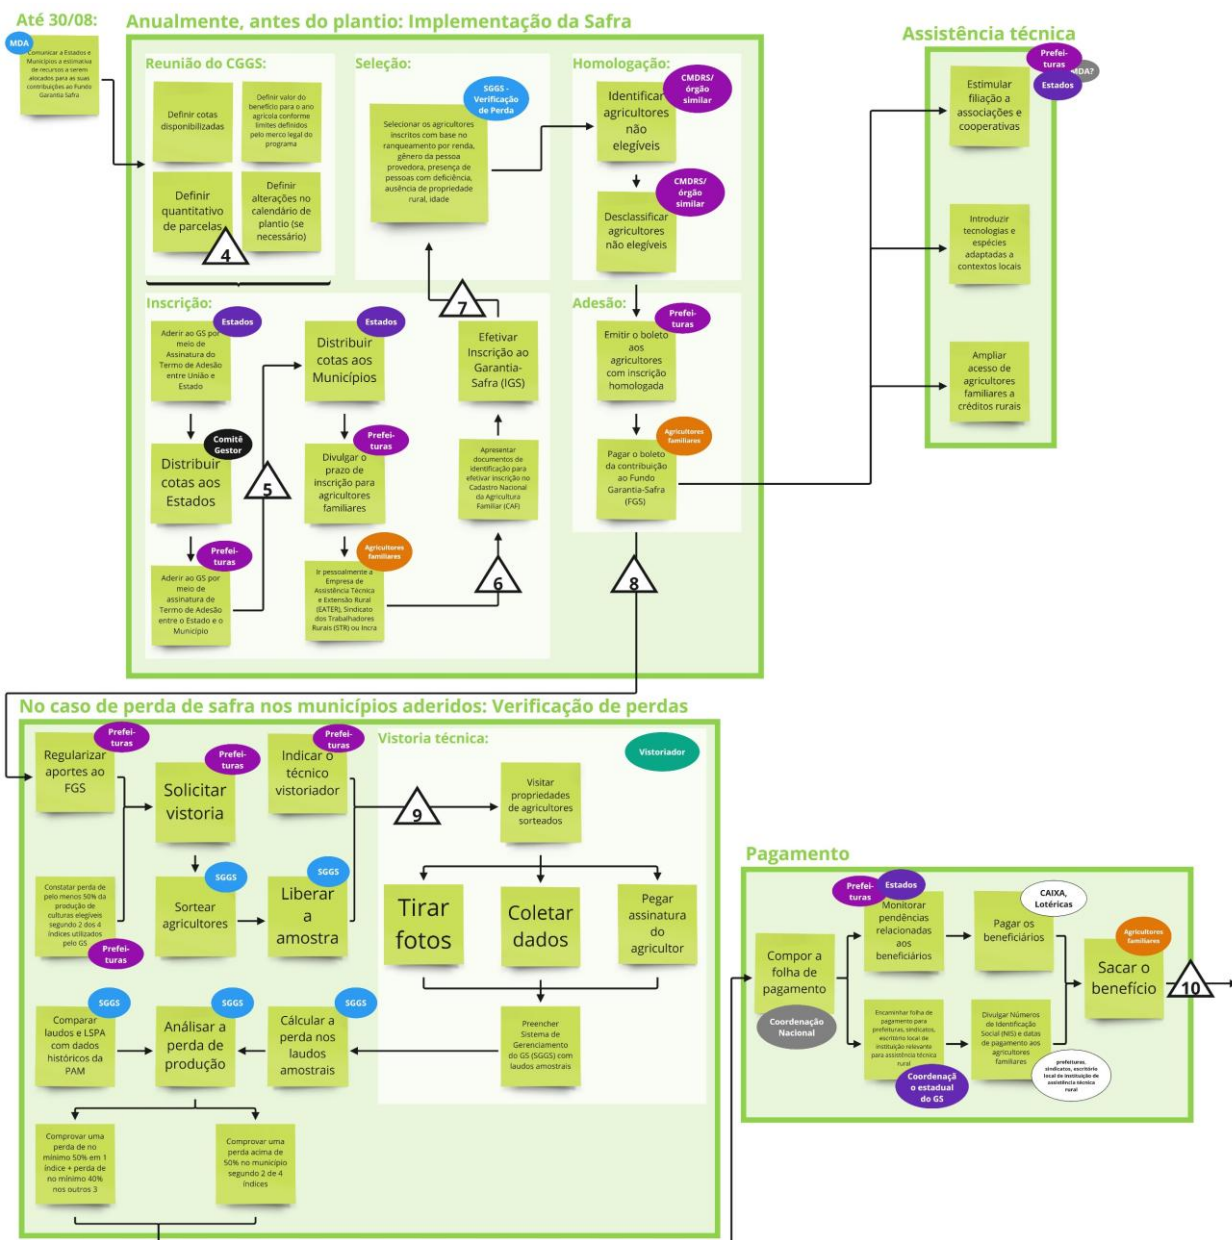 Até 30/08:
MDA
Comunicar a Estados e
Municípios a estimativa
de recursos a serem
alocados para as suas
contribuições ao Fundo
Garantia Safra
Anualmente, antes do plantio: Implementação da Safra
Reunião do CGGS:
Definir cotas
disponibilizadas
Definir valor do
benefício para o ano
agrícola conforme
limites definidos
pelo merco legal do
programa
Definir
quantitativo
de parcelas
Definir
alterações no
calendário de
plantio (se
necessário)
4
Seleção:
SGGS -
Verificação
de Perda
Selecionar os agricultores
inscritos com base no
ranqueamento por renda,
gênero da pessoa
provedora, presença de
pessoas com deficiência,
ausência de propriedade
rural, idade
7
Homologação:
CMDRS/
órgão
similar
Identificar
agricultores
não
elegíveis
CMDRS/
órgão
similar
Desclassificar
agricultores
não elegíveis
Inscrição:
Estados
Aderir ao GS por
meio de
Assinatura do
Termo de Adesão
entre União e
Estado
Comitê
Gestor
Distribuir
cotas aos
Estados
Prefei-
turas
Aderir ao GS por
meio de
assinatura de
Termo de Adesão
entre o Estado e o
Município
5
Estados
Distribuir
cotas aos
Municípios
Prefei-
turas
Divulgar o
prazo de
inscrição para
agricultores
familiares
Agricultores
familiares
Ir pessoalmente a
Empresa de
Assistência Técnica
e Extensão Rural
(EATER), Sindicato
dos Trabalhadores
Rurais (STR) ou Incra
6
Apresentar
documentos de
identificação para
efetivar inscrição no
Cadastro Nacional
da Agricultura
Familiar (CAF)
Efetivar
Inscrição ao
Garantia-
Safra (IGS)
Adesão:
Prefei-
turas
Emitir o boleto
aos
agricultores
com inscrição
homologada
Agricultores
familiares
Pagar o boleto
da contribuição
ao Fundo
Garantia-Safra
(FGS)
8
Assistência técnica
Prefei-
turas
MDA?
Estados
Estimular
filiação a
associações e
cooperativas
Introduzir
tecnologias e
espécies
adaptadas a
contextos locais
Ampliar
acesso de
agricultores
familiares a
créditos rurais
No caso de perda de safra nos municípios aderidos: Verificação de perdas
Prefei-
turas
Regularizar
aportes ao
FGS
Constatar perda de
pelo menos 50% da
produção de
culturas elegíveis
segundo 2 dos 4
índices utilizados
pelo GS
Prefei-
turas
Prefei-
turas
Solicitar
vistoria
SGGS
Sortear
agricultores
Prefei-
turas
Indicar o
técnico
vistoriador
SGGS
Liberar
a
amostra
9
Vistoria técnica:
Vistoriador
Visitar
propriedades
de agricultores
sorteados
Tirar
fotos
Coletar
dados
Pegar
assinatura
do
agricultor
Preencher
Sistema de
Gerenciamento
do GS (SGGS) com
laudos amostrais
SGGS
Cálcular a
perda nos
laudos
amostrais
SGGS
Análisar a
perda de
produção
SGGS
Comparar
laudos e LSPA
com dados
históricos da
PAM
Comprovar uma
perda de no
mínimo 50% em 1
índice + perda de
no mínimo 40%
nos outros 3
Comprovar uma
perda acima de
50% no município
segundo 2 de 4
índices
Pagamento
Compor a
folha de
pagamento
Coordenação
Nacional
Prefei-
turas
Estados
Monitorar
pendências
relacionadas
aos
beneficiários
CAIXA,
Lotéricas
Pagar os
beneficiários
Encaminhar folha de
pagamento para
prefeituras, sindicatos,
escritório local de
instituição relevante
para assistência técnica
rural
Coordenaçã
o estadual
do GS
Divulgar Números
de Identificação
Social (NIS) e datas
de pagamento aos
agricultores
familiares
prefeituras,
sindicatos, escritório
local de instituição de
assistência técnica
rural
Agricultores
familiares
Sacar o
benefício
10